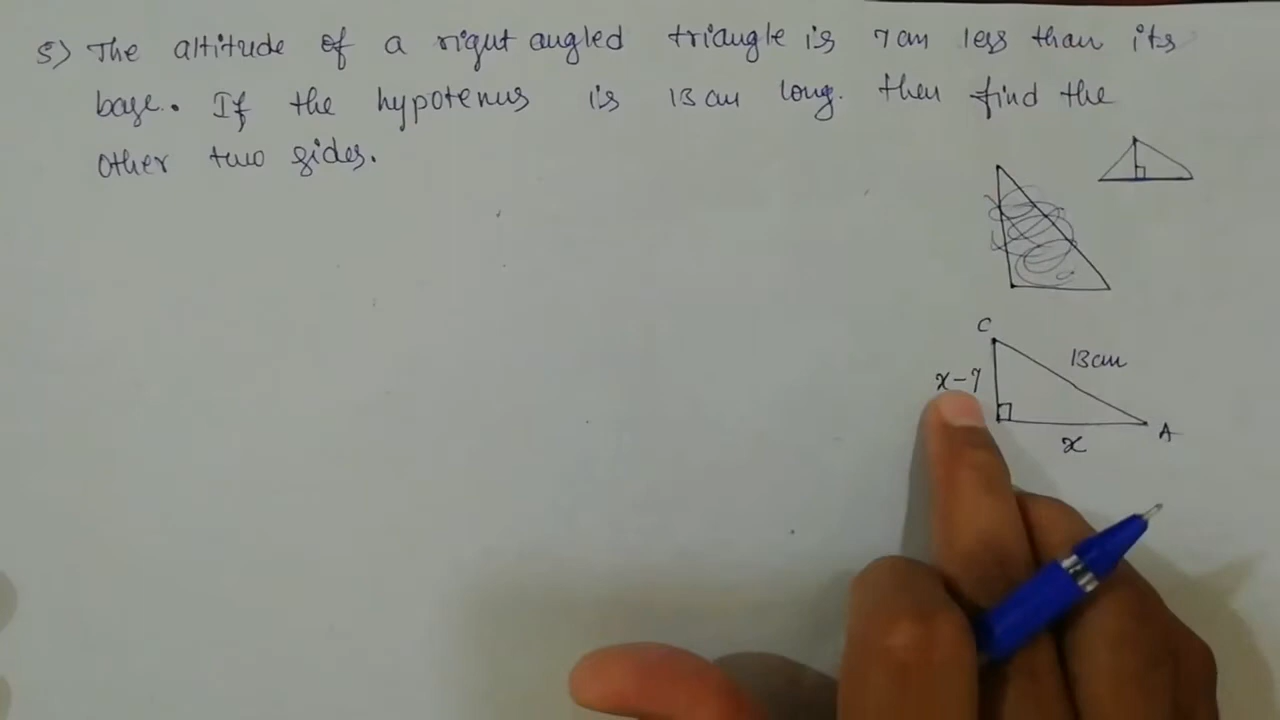 5) The altitude of a right angled triangle is 7cm less than its
base. If the hypotenus is 13cm long. then find the
other two sides.
C
13cm
x-7
x
A